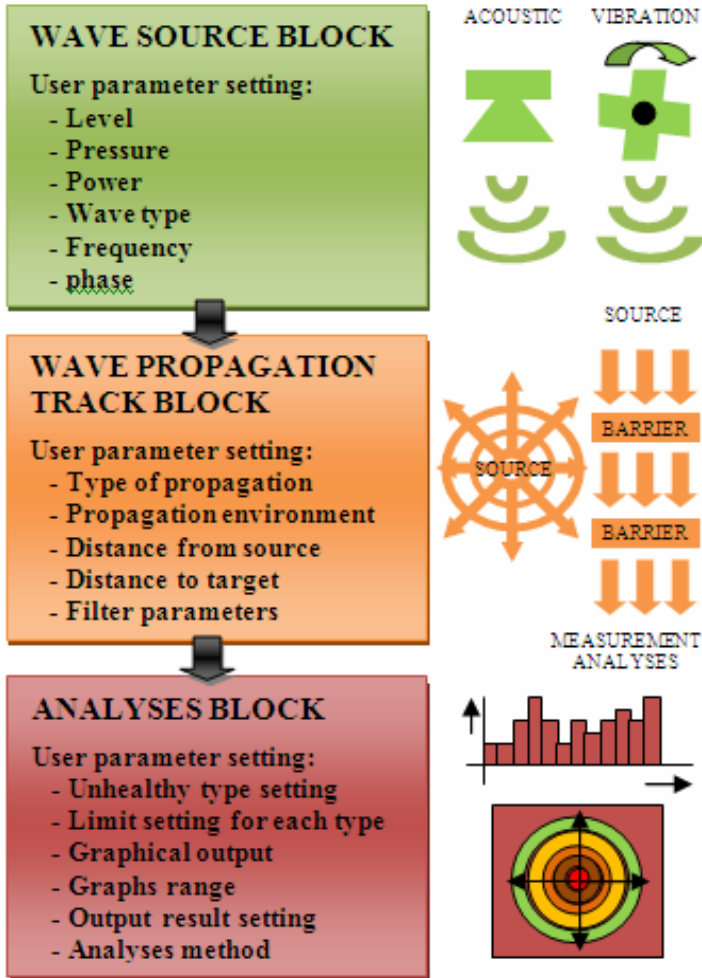 WAVE SOURCE BLOCK
User parameter setting:
- Level
- Pressure
- Power
- Wave type
- Frequency
- phase
ACOUSTIC
VIBRATION
WAVE PROPAGATION
TRACK BLOCK
User parameter setting:
- Type of propagation
- Propagation environment
- Distance from source
- Distance to target
- Filter parameters
SOURCE
SOURCE
BARRIER
BARRIER
MEASUREMENT
ANALYSES
ANALYSES BLOCK
User parameter setting:
- Unhealthy type setting
- Limit setting for each type
- Graphical output
- Graphs range
- Output result setting
- Analyses method